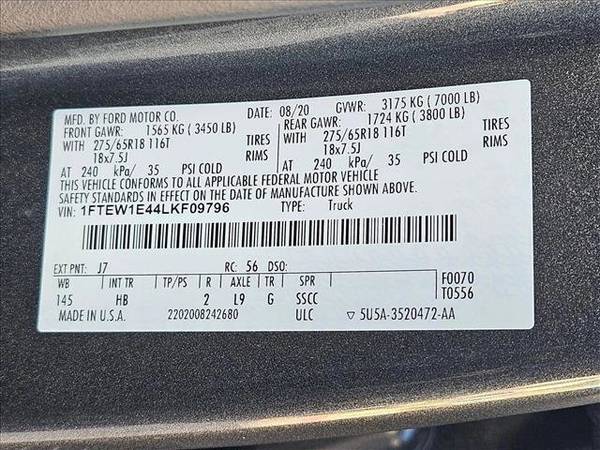 MFD. BY FORD MOTOR CO. DATE: 08/20 GVWR: 3175 KG ( 7000 LB)
FRONT GAWR: 1565 KG ( 3450 LB) REAR GAWR: 1724 KG ( 3800 LB)
WITH 275/65R18 116T TIRES WITH 275/65R18 116T TIRES
18x7.5J RIMS 18x7.5J RIMS
AT 240 kPa/ 35 PSI COLD AT 240 kPa/ 35 PSI COLD
THIS VEHICLE CONFORMS TO ALL APPLICABLE FEDERAL MOTOR VEHICLE
SAFETY STANDARDS IN EFFECT ON THE DATE OF MANUFACTURE SHOWN ABOVE.
VIN: 1FTEW1E44LKF09796 TYPE: Truck
EXT PNT: J7 RC: 56 DSO: F0070
WB INT TR TP/PS R AXLE TR SPR T0556
145 HB 2 L9 G SSCC
MADE IN U.S.A. 2202008242680 ULC ▽ 5U5A-3520472-AA